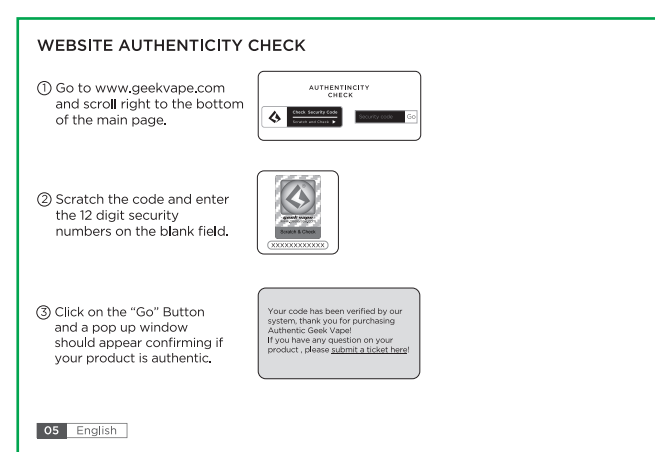 WEBSITE AUTHENTICITY CHECK
① Go to www.geekvape.com
and scroll right to the bottom
of the main page.
AUTHENTINCITY
CHECK
Check Security Code
Scratch and Check ▶
Security code
Go
② Scratch the code and enter
the 12 digit security
numbers on the blank field.
geek vape
Scratch & Check
XXXXXXXXXXXX
③ Click on the “Go” Button
and a pop up window
should appear confirming if
your product is authentic.
Your code has been verified by our
system, thank you for purchasing
Authentic Geek Vape!
If you have any question on your
product , please submit a ticket here!
05 English